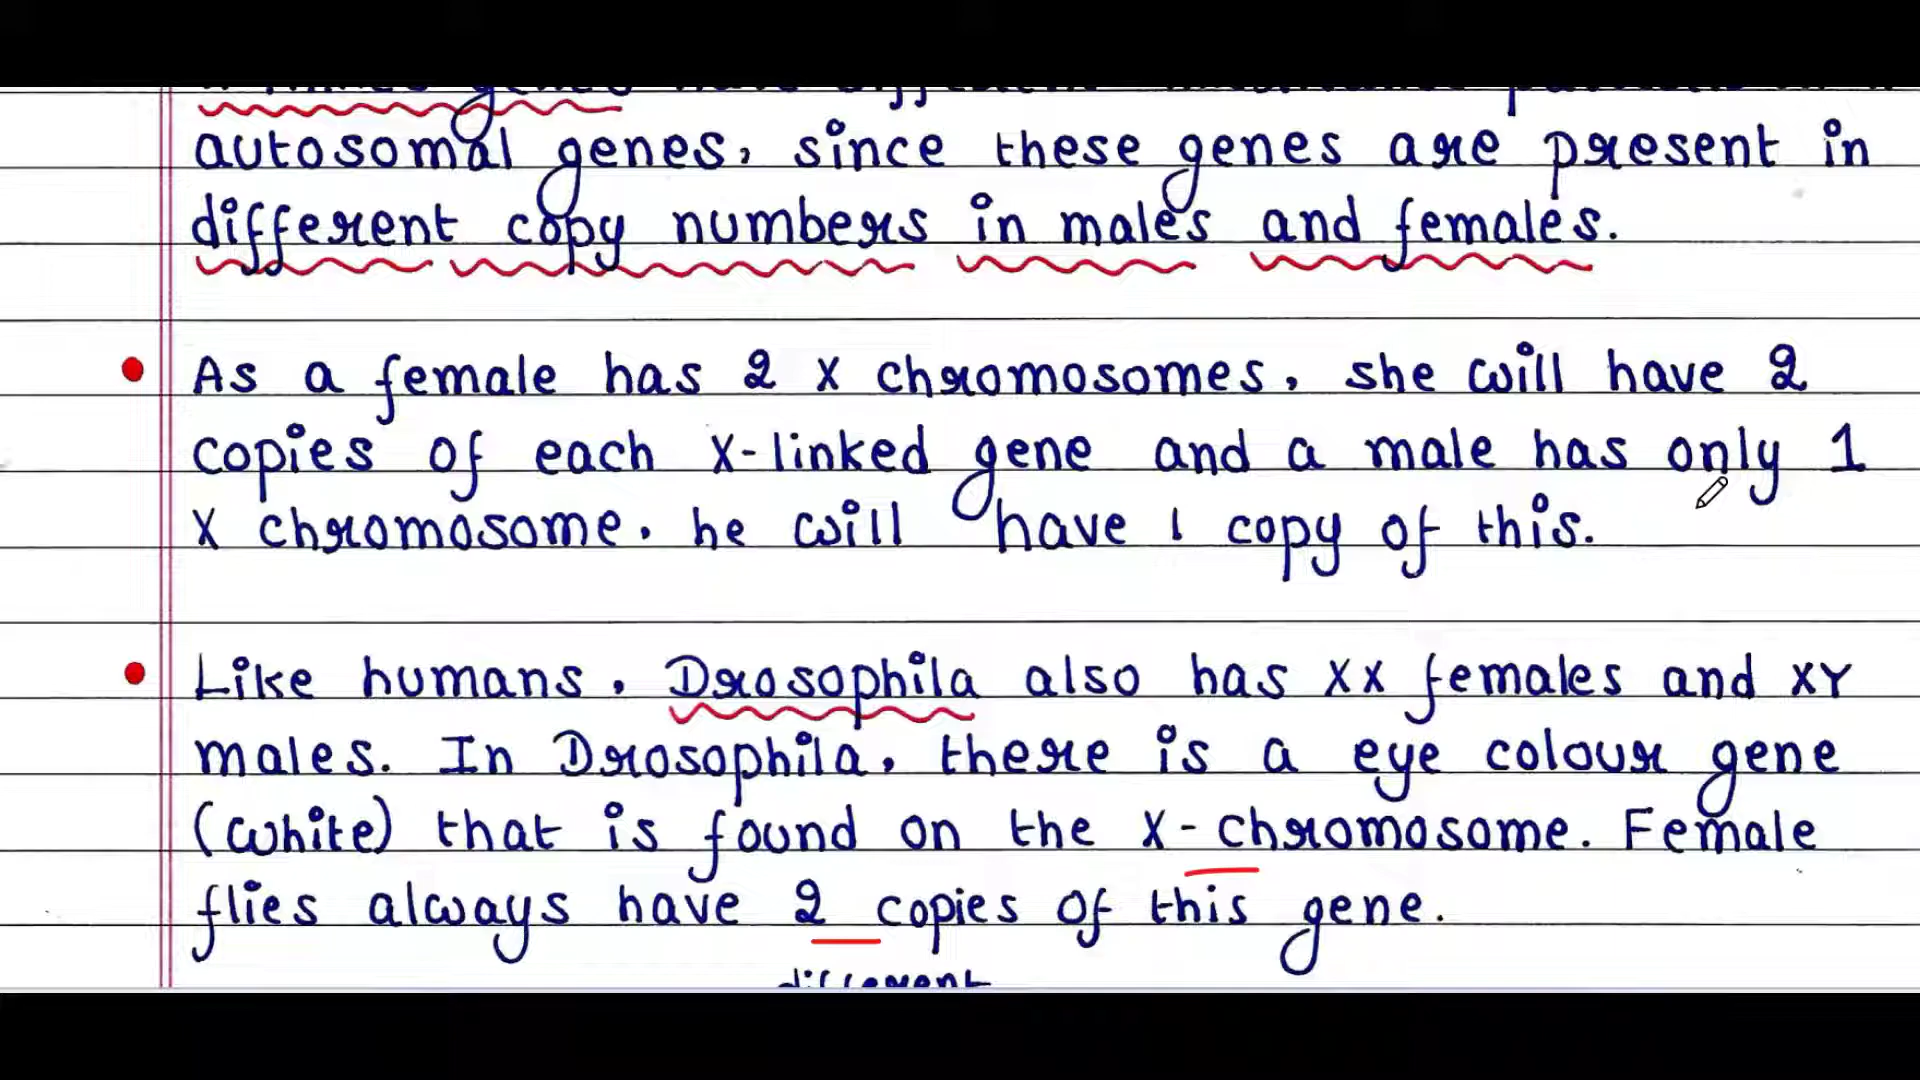 autosomal genes, since these genes are present in
different copy numbers in males and females.
• As a female has 2 X chromosomes, she will have 2
copies of each X-linked gene and a male has only 1
X chromosome, he will have 1 copy of this.
• Like humans, Drosophila also has XX females and XY
males. In Drosophila, there is a eye colour gene
(white) that is found on the X-chromosome. Female
flies always have 2 copies of this gene.
different